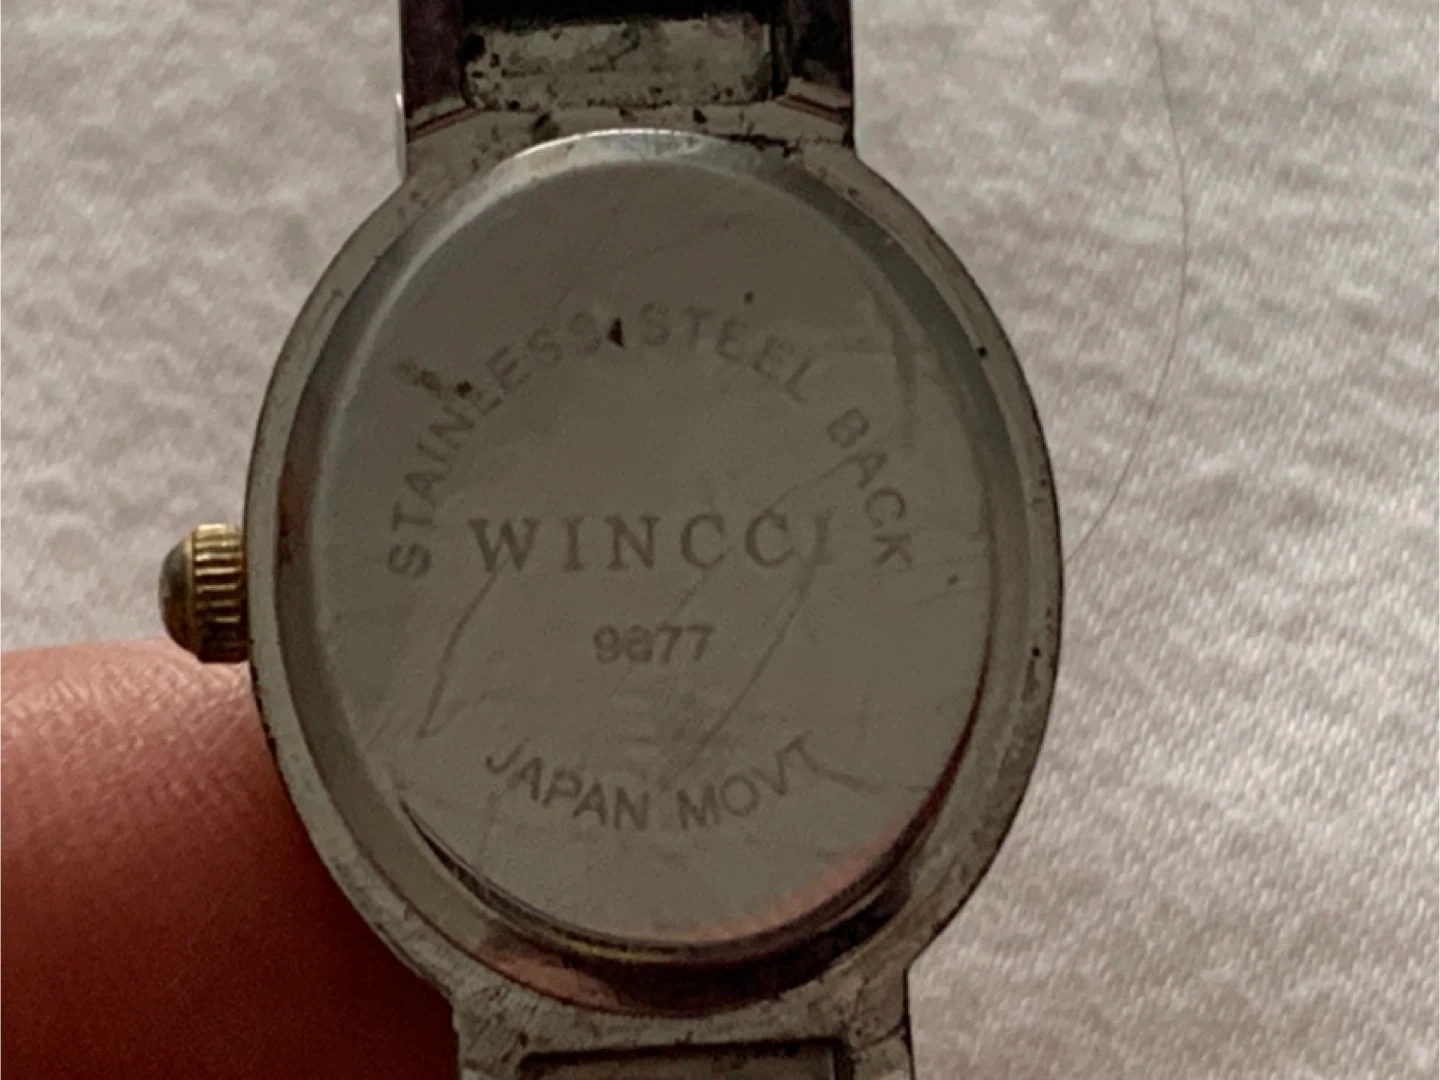 STAINLESS STEEL BACK
WINCCI
9877
JAPAN MOVT